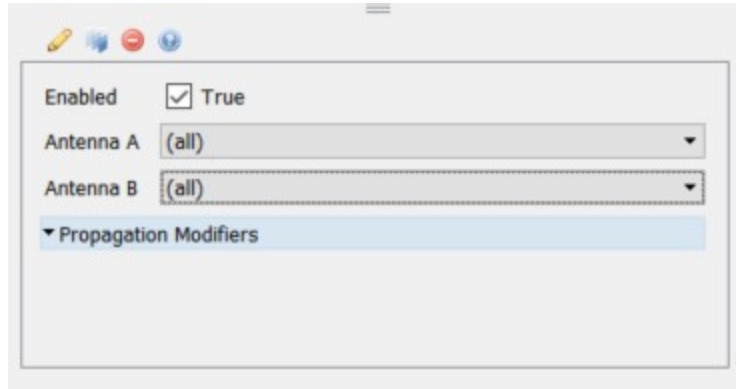 Enabled True
Antenna A (all)
Antenna B (all)
Propagation Modifiers